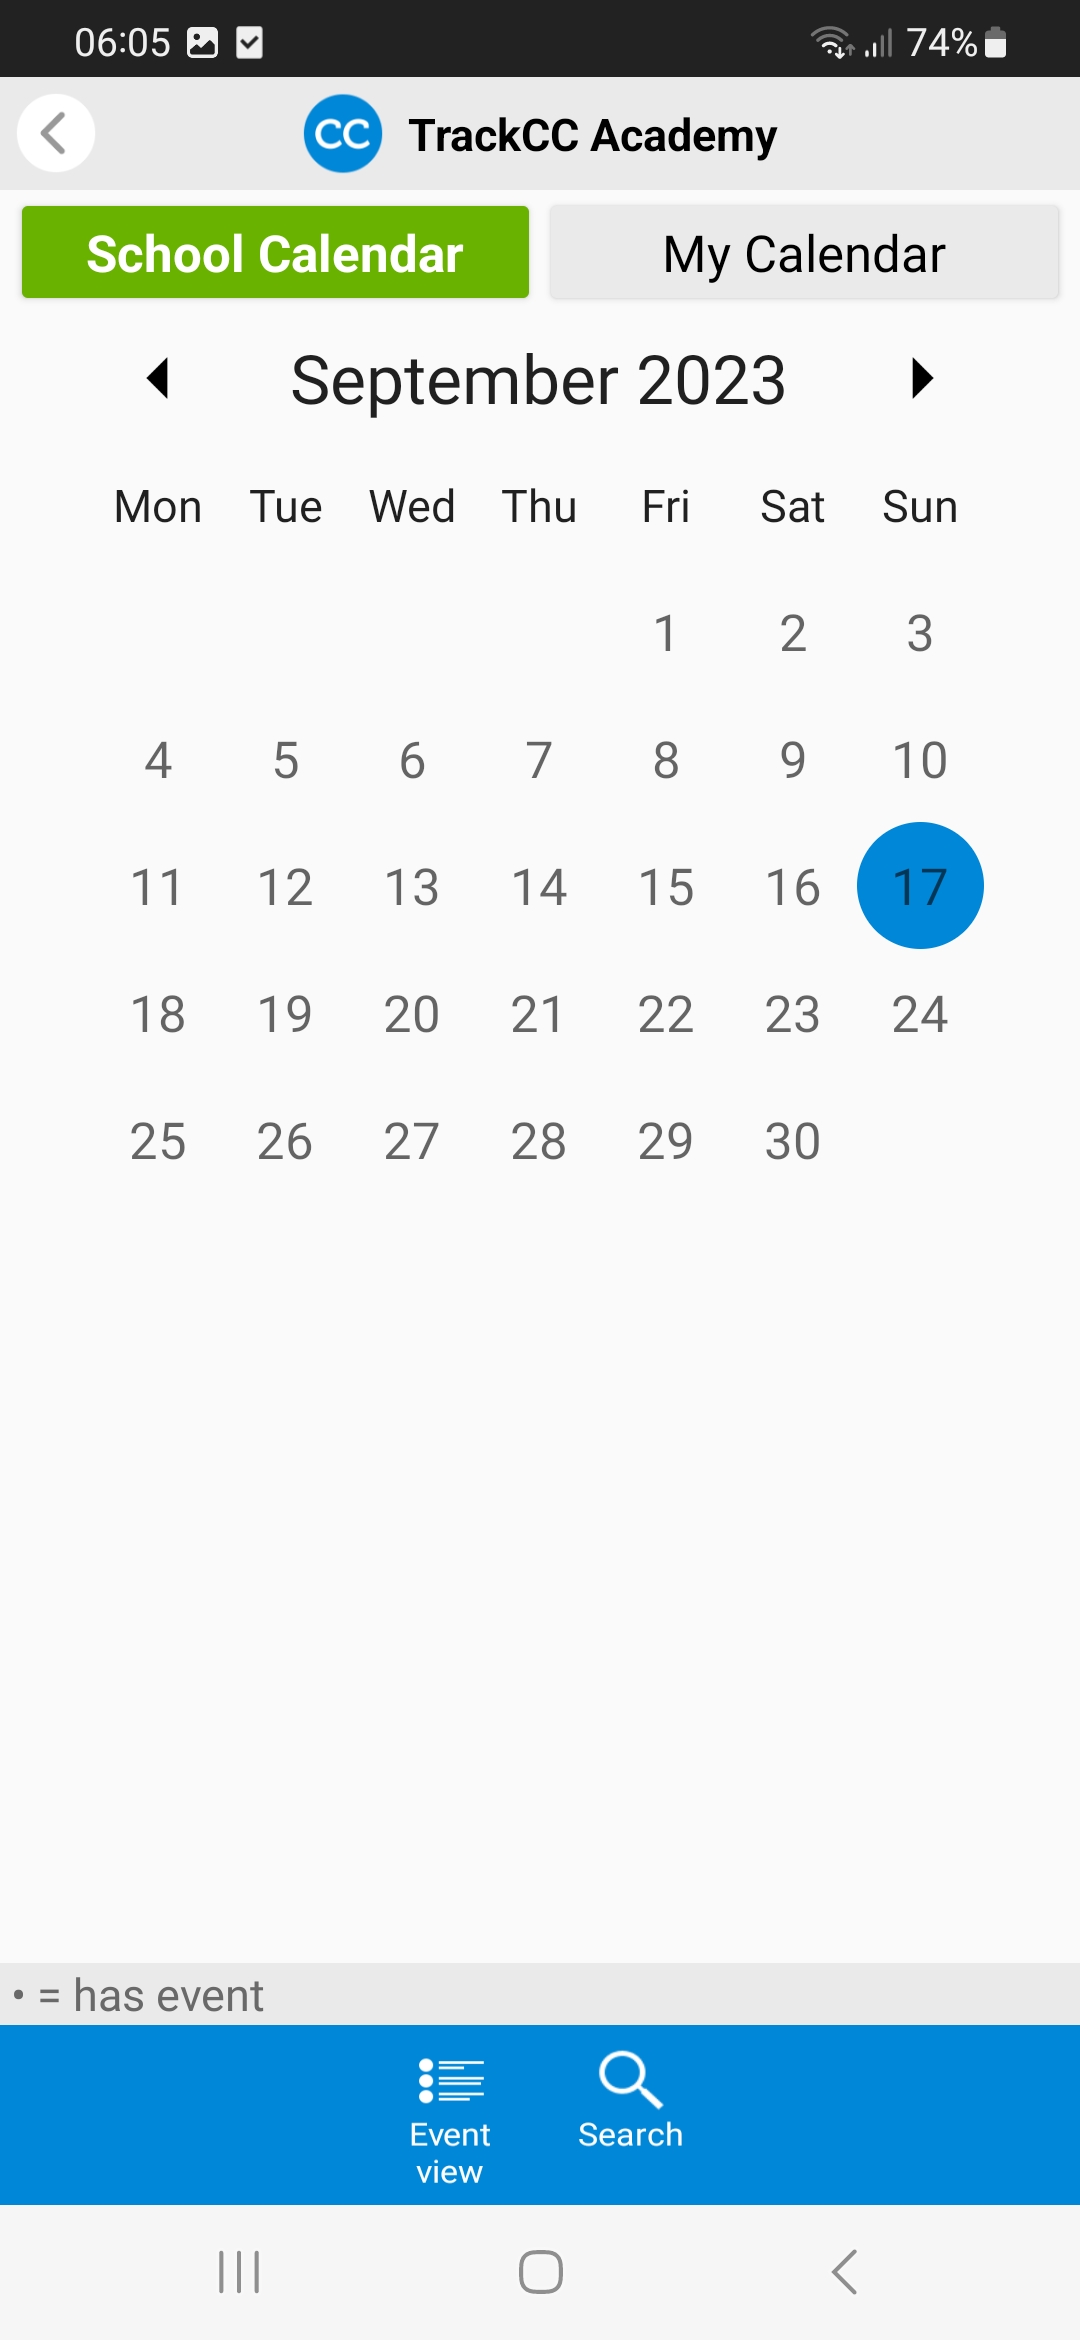 06:05 74%
CC TrackCC Academy
School Calendar My Calendar
September 2023
Mon Tue Wed Thu Fri Sat Sun
1 2 3
4 5 6 7 8 9 10
11 12 13 14 15 16 17
18 19 20 21 22 23 24
25 26 27 28 29 30
• = has event
Event view Search